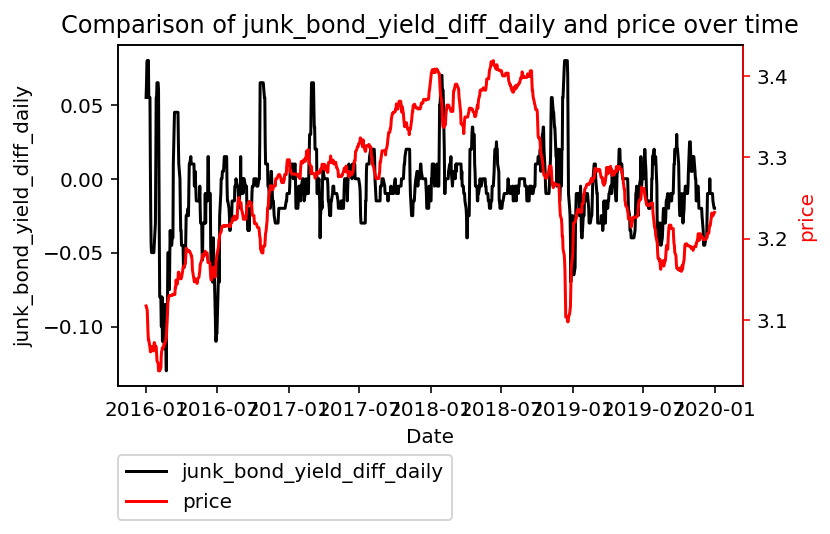 Comparison of junk_bond_yield_diff_daily and price over time
junk_bond_yield_diff_daily
0.05
0.00
−0.05
−0.10
3.4
3.3
3.2
3.1
price
2016-01 2016-07 2017-01 2017-07 2018-01 2018-07 2019-01 2019-07 2020-01
Date
junk_bond_yield_diff_daily
price